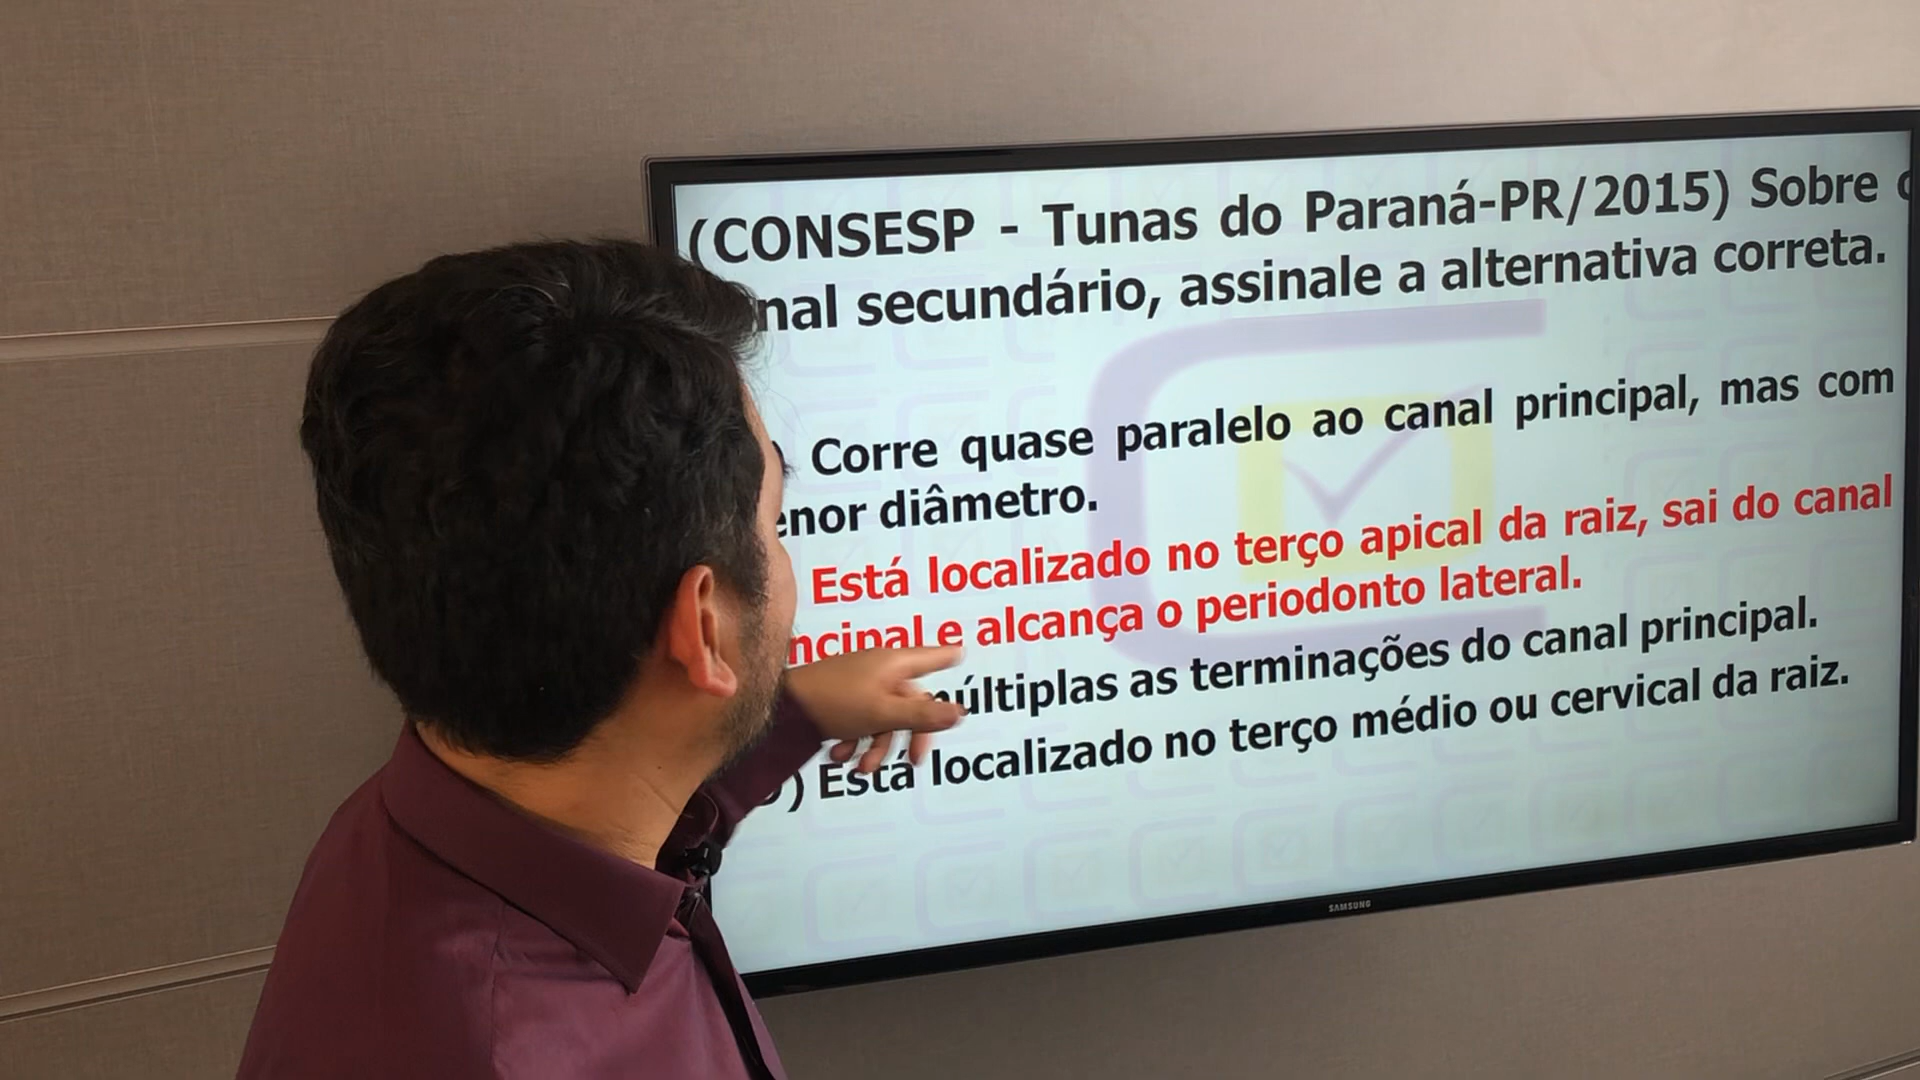 (CONSESP - Tunas do Paraná-PR/2015) Sobre
nal secundário, assinale a alternativa correta.
) Corre quase paralelo ao canal principal, mas com
enor diâmetro.
Está localizado no terço apical da raiz, sai do canal
ncipal e alcança o periodonto lateral.
múltiplas as terminações do canal principal.
) Está localizado no terço médio ou cervical da raiz.
SAMSUNG